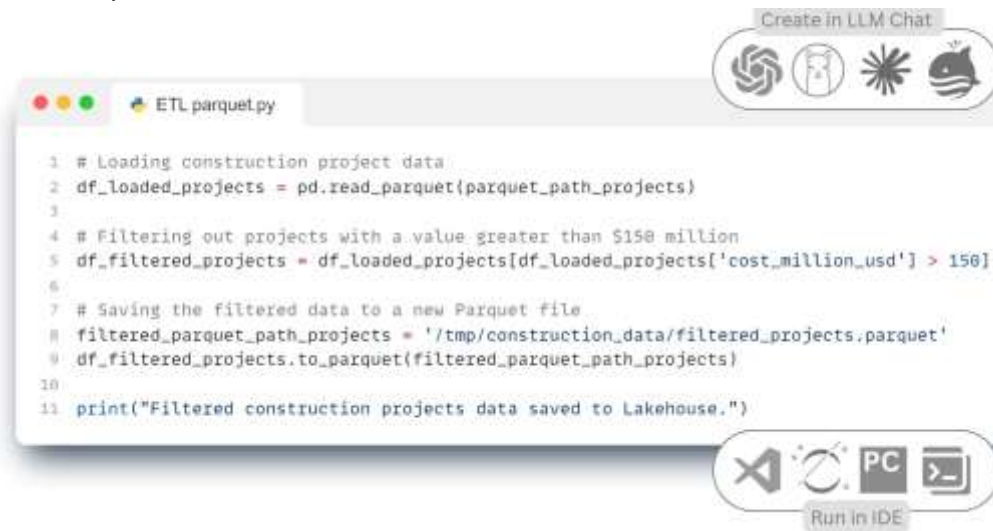 Create in LLM Chat
ETL parquet.py
1 # Loading construction project data
2 df_loaded_projects = pd.read_parquet(parquet_path_projects)
3
4 # Filtering out projects with a value greater than $150 million
5 df_filtered_projects = df_loaded_projects[df_loaded_projects['cost_million_usd'] > 150]
6
7 # Saving the filtered data to a new Parquet file
8 filtered_parquet_path_projects = '/tmp/construction_data/filtered_projects.parquet'
9 df_filtered_projects.to_parquet(filtered_parquet_path_projects)
10
11 print("Filtered construction projects data saved to Lakehouse.")
PC
Run in IDE